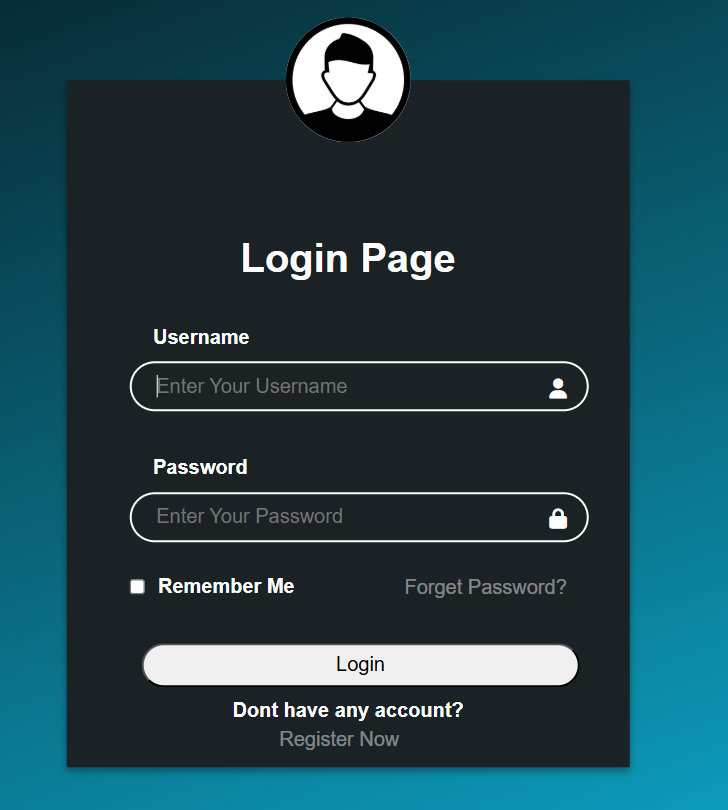 Login Page
Username
Enter Your Username
Password
Enter Your Password
Remember Me Forget Password?
Login
Dont have any account?
Register Now